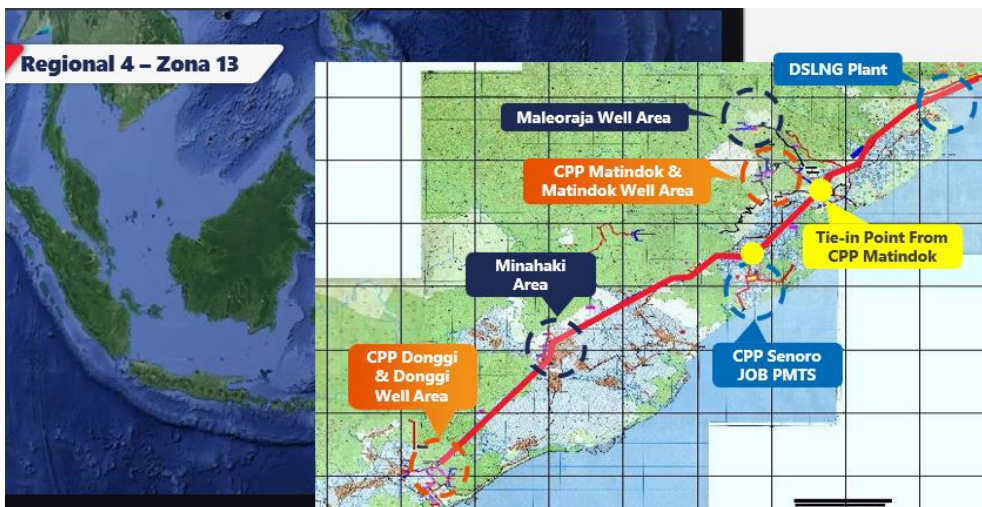 Regional 4 – Zona 13
DSLNG Plant
Maleoraja Well Area
CPP Matindok &
Matindok Well Area
Tie-in Point From
CPP Matindok
Minahaki
Area
CPP Senoro
JOB PMTS
CPP Donggi
& Donggi
Well Area